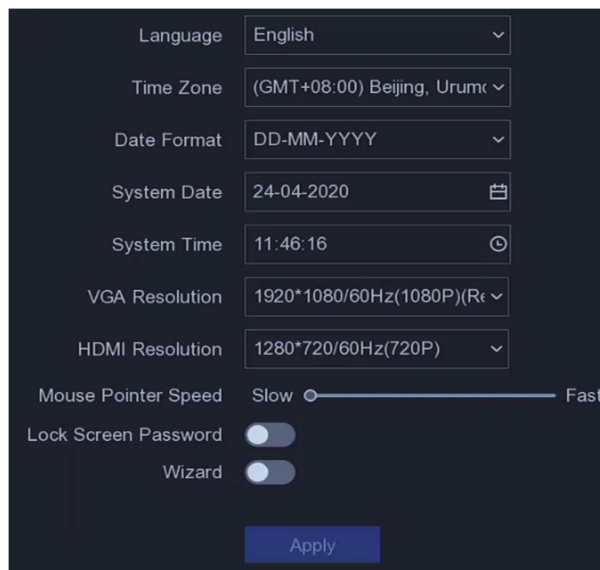 Language English
Time Zone (GMT+08:00) Beijing,
Date Format DD-MM-YYYY
System Date 24-04-2020
System Time 11:46:16
VGA Resolution 1920*1080/60Hz(1080P)
HDMI Resolution 1280*720/60Hz(720P)
Mouse Pointer Speed Slow Fast
Lock Screen Password
Wizard
Apply